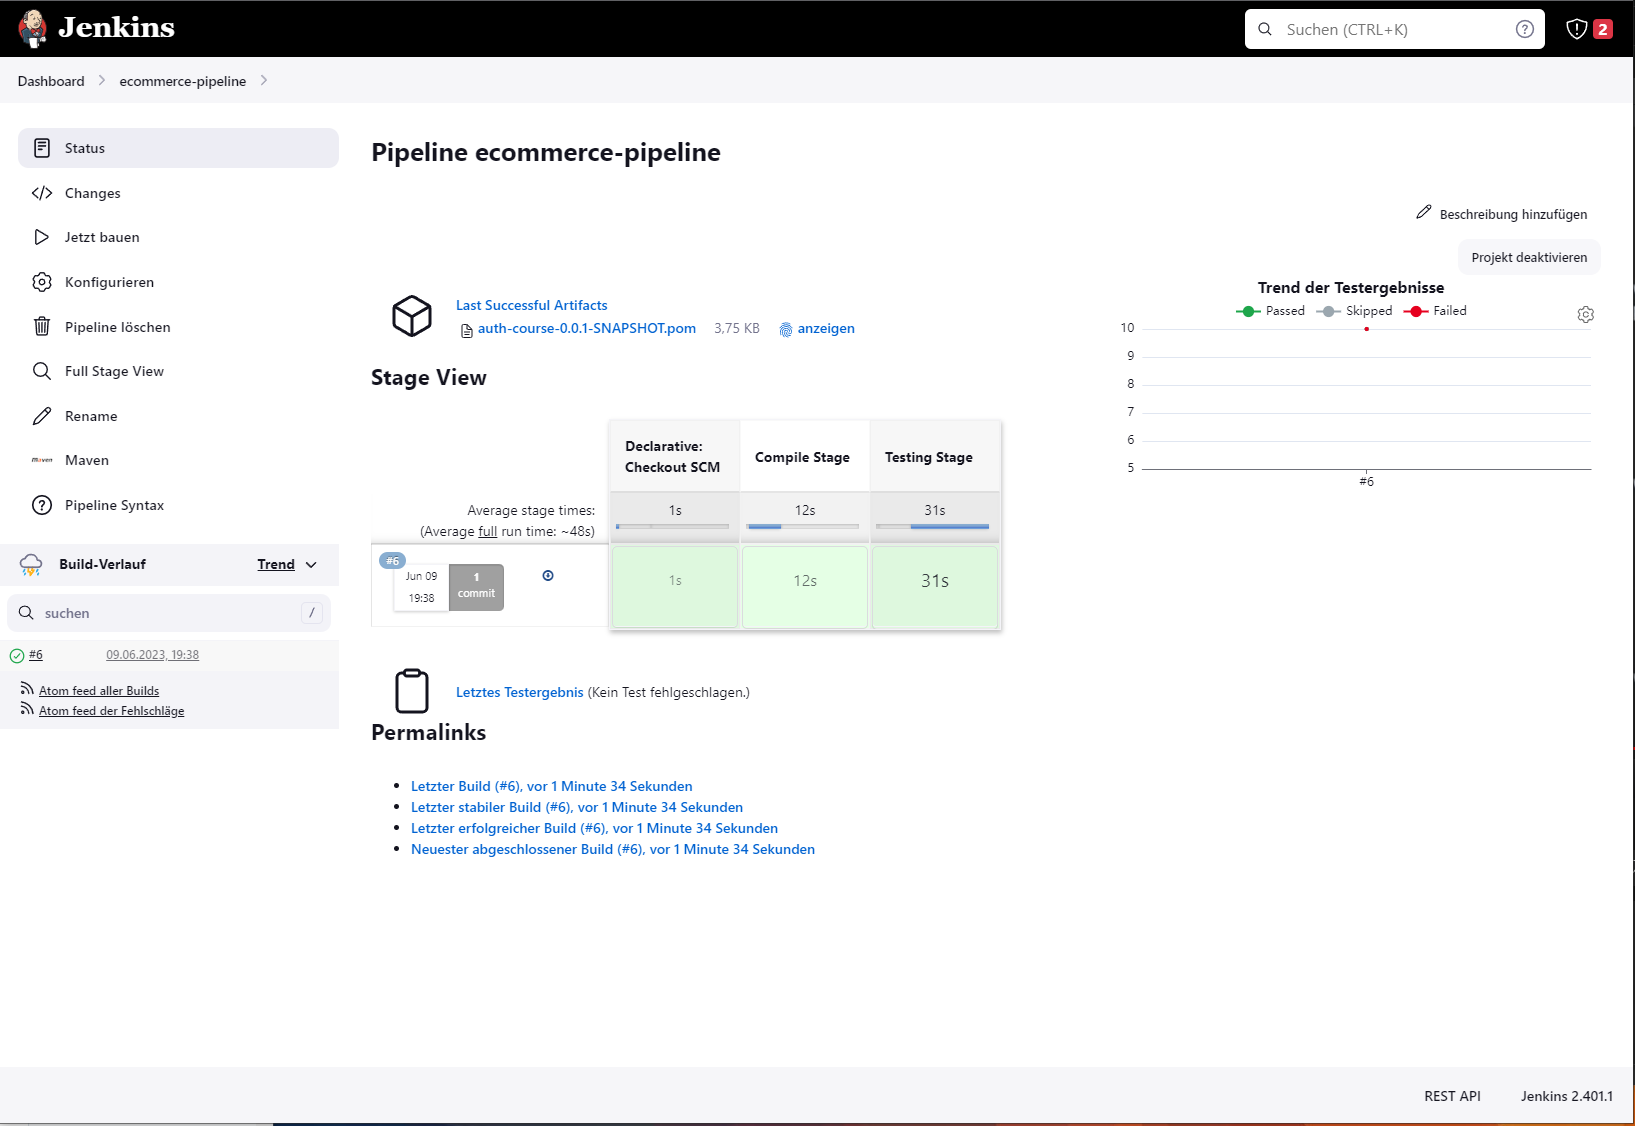 Jenkins
Suchen (CTRL+K)
2
Dashboard
ecommerce-pipeline
Status
Changes
Jetzt bauen
Konfigurieren
Pipeline löschen
Full Stage View
Rename
Maven
Pipeline Syntax
Build-Verlauf
Trend
suchen
/
#6
09.06.2023, 19:38
Atom feed aller Builds
Atom feed der Fehlschläge
Pipeline ecommerce-pipeline
Beschreibung hinzufügen
Projekt deaktivieren
Last Successful Artifacts
auth-course-0.0.1-SNAPSHOT.pom
3,75 KB
anzeigen
Stage View
Declarative:
Checkout SCM
Compile Stage
Testing Stage
Average stage times:
(Average full run time: ~48s)
1s
12s
31s
#6
Jun 09
19:38
1
commit
1s
12s
31s
Trend der Testergebnisse
Passed
Skipped
Failed
10
9
8
7
6
5
#6
Letztes Testergebnis (Kein Test fehlgeschlagen.)
Permalinks
Letzter Build (#6), vor 1 Minute 34 Sekunden
Letzter stabiler Build (#6), vor 1 Minute 34 Sekunden
Letzter erfolgreicher Build (#6), vor 1 Minute 34 Sekunden
Neuester abgeschlossener Build (#6), vor 1 Minute 34 Sekunden
REST API
Jenkins 2.401.1